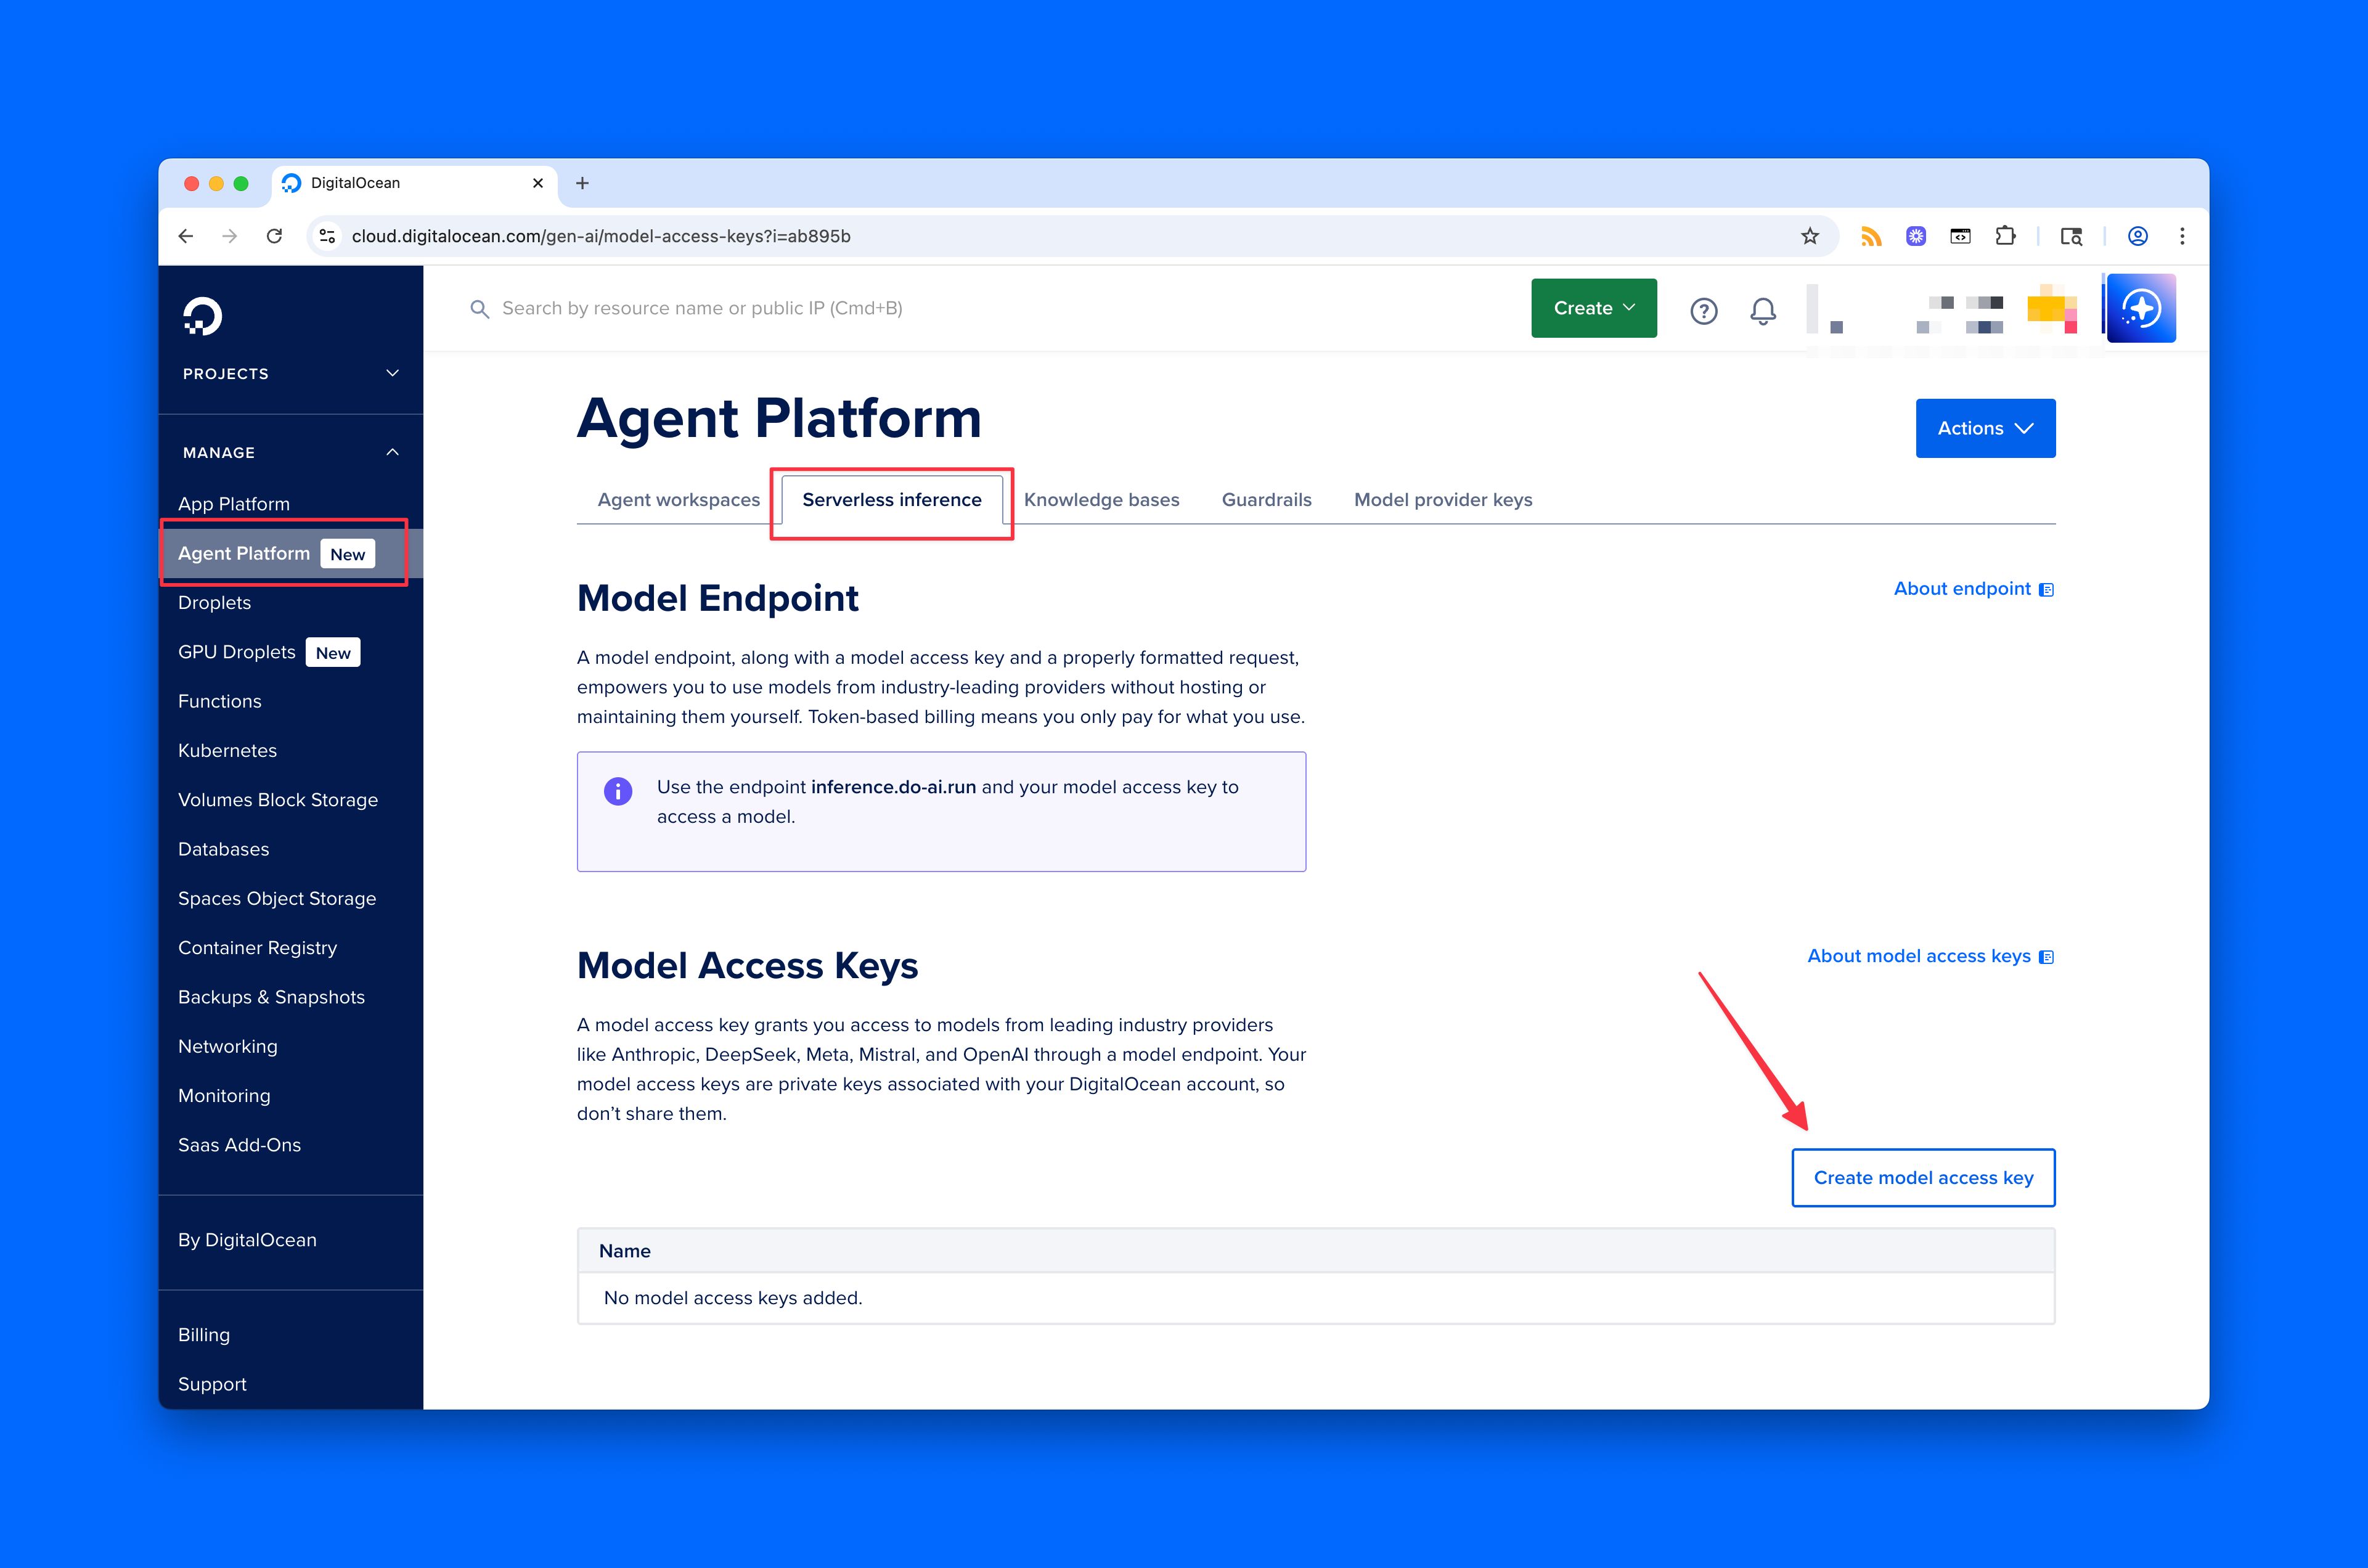 DigitalOcean
cloud.digitalocean.com/gen-ai/model-access-keys?i=ab895b
Search by resource name or public IP (Cmd+B)
Create
PROJECTS
MANAGE
App Platform
Agent Platform New
Droplets
GPU Droplets New
Functions
Kubernetes
Volumes Block Storage
Databases
Spaces Object Storage
Container Registry
Backups & Snapshots
Networking
Monitoring
Saas Add-Ons
By DigitalOcean
Billing
Support
Agent Platform
Actions
Agent workspaces Serverless inference Knowledge bases Guardrails Model provider keys
Model Endpoint
About endpoint
A model endpoint, along with a model access key and a properly formatted request,
empowers you to use models from industry-leading providers without hosting or
maintaining them yourself. Token-based billing means you only pay for what you use.
Use the endpoint inference.do-ai.run and your model access key to
access a model.
Model Access Keys
About model access keys
A model access key grants you access to models from leading industry providers
like Anthropic, DeepSeek, Meta, Mistral, and OpenAI through a model endpoint. Your
model access keys are private keys associated with your DigitalOcean account, so
don’t share them.
Create model access key
Name
No model access keys added.